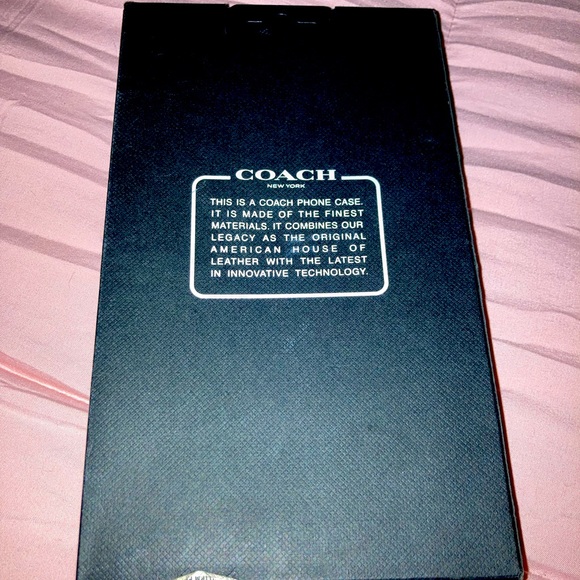 COACH
NEW YORK
THIS IS A COACH PHONE CASE.
IT IS MADE OF THE FINEST
MATERIALS. IT COMBINES OUR
LEGACY AS THE ORIGINAL
AMERICAN HOUSE OF
LEATHER WITH THE LATEST
IN INNOVATIVE TECHNOLOGY.